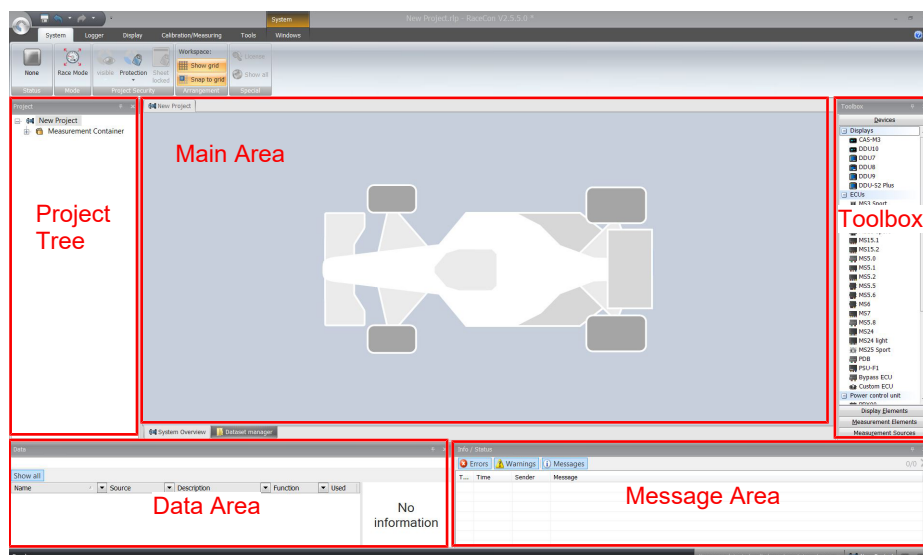 System
New Project.rlp - RaceCon V2.5.5.0 *
System Logger Display Calibration/Measuring Tools Windows
Workspace:
None
Race Mode
visible
Protection
Sheet locked
Show grid
Snap to grid
License
Show all
Status
Mode
Project Security
Arrangement
Special
Project
New Project
Measurement Container
Project
Tree
New Project
Main Area
System Overview
Dataset manager
Toolbox
Devices
Displays
CAS-M3
DDU10
DDU7
DDU8
DDU9
DDU-S2 Plus
ECUs
MS3 Sport
Toolbox
MS15.1
MS15.2
MS5.0
MS5.1
MS5.2
MS5.5
MS5.6
MS6
MS7
MS5.8
MS24
MS24 light
MS25 Sport
PDB
PSU-F1
Bypass ECU
Custom ECU
Power control unit
Display Elements
Measurement Elements
Measurement Sources
Data
Show all
Name Source Description Function Used
Data Area
No
information
Info / Status
Errors Warnings Messages
0/0
T... Time Sender Message
Message Area